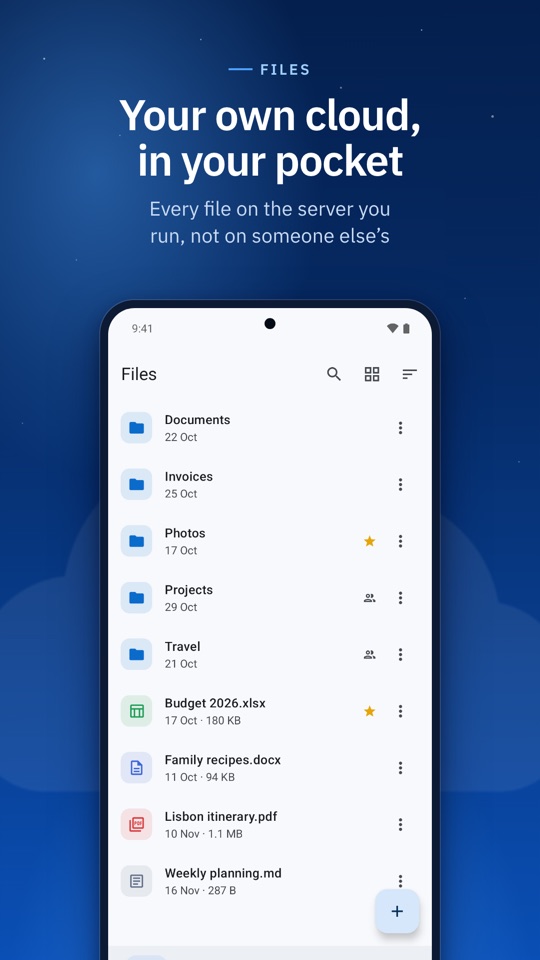 FILES
Your own cloud,
in your pocket
Every file on the server you
run, not on someone else’s
9:41
Files
Documents
22 Oct
Invoices
25 Oct
Photos
17 Oct
Projects
29 Oct
Travel
21 Oct
Budget 2026.xlsx
17 Oct · 180 KB
Family recipes.docx
11 Oct · 94 KB
Lisbon itinerary.pdf
10 Nov · 1.1 MB
Weekly planning.md
16 Nov · 287 B